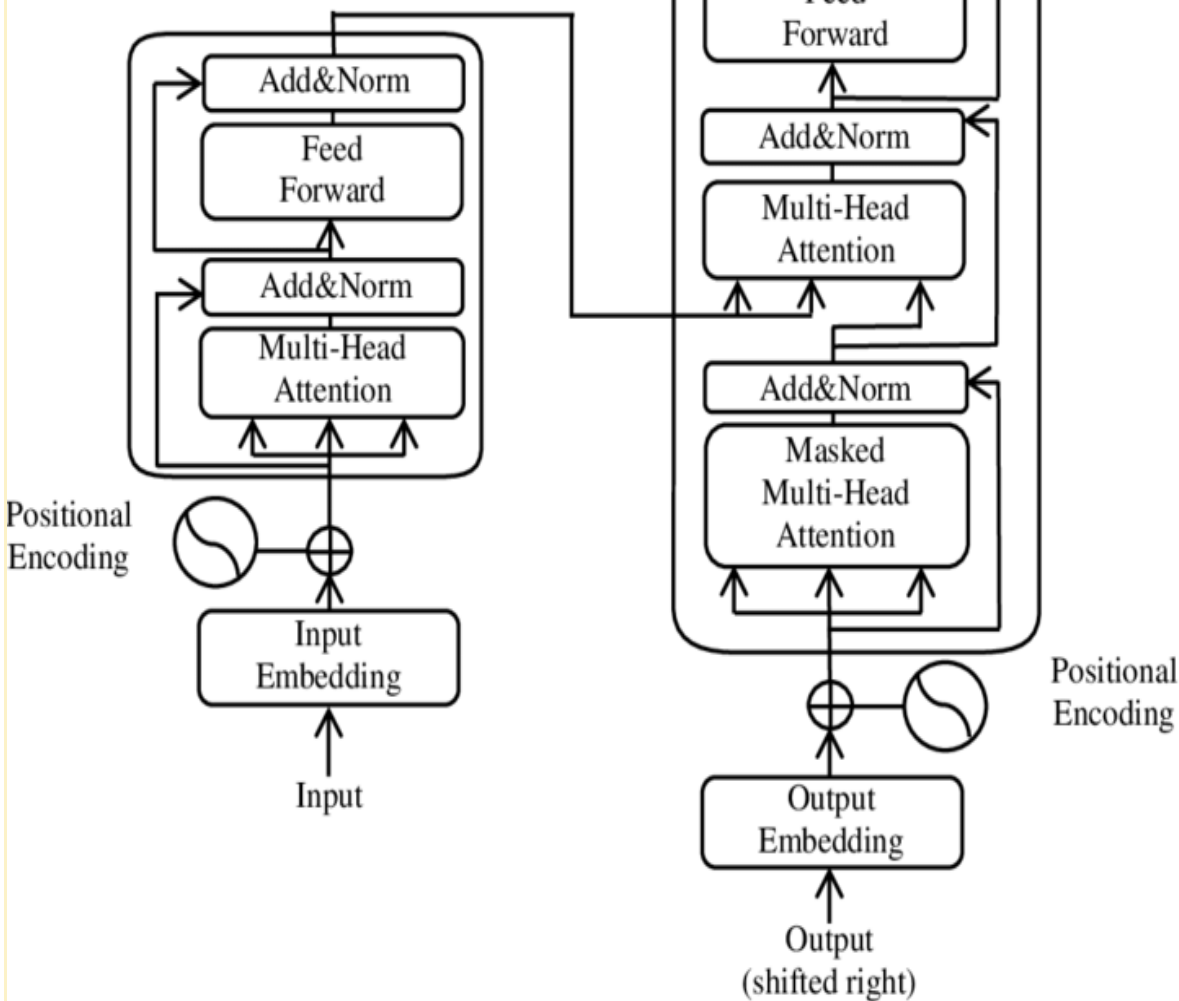 Add&Norm
Feed
Forward
Add&Norm
Multi-Head
Attention
Positional
Encoding
Input
Embedding
Input
Feed
Forward
Add&Norm
Multi-Head
Attention
Add&Norm
Masked
Multi-Head
Attention
Positional
Encoding
Output
Embedding
Output
(shifted right)